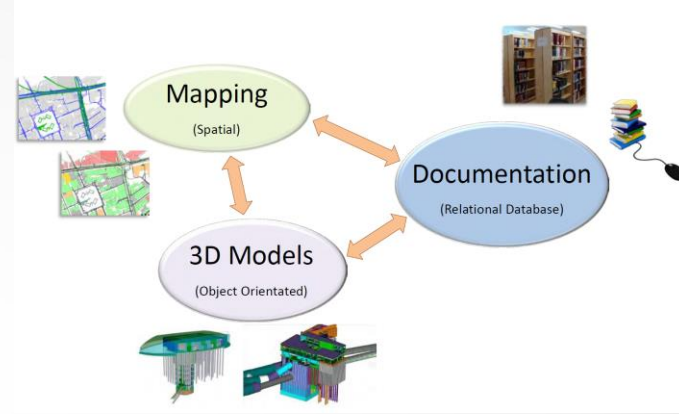 Mapping
(Spatial)
Documentation
(Relational Database)
3D Models
(Object Orientated)